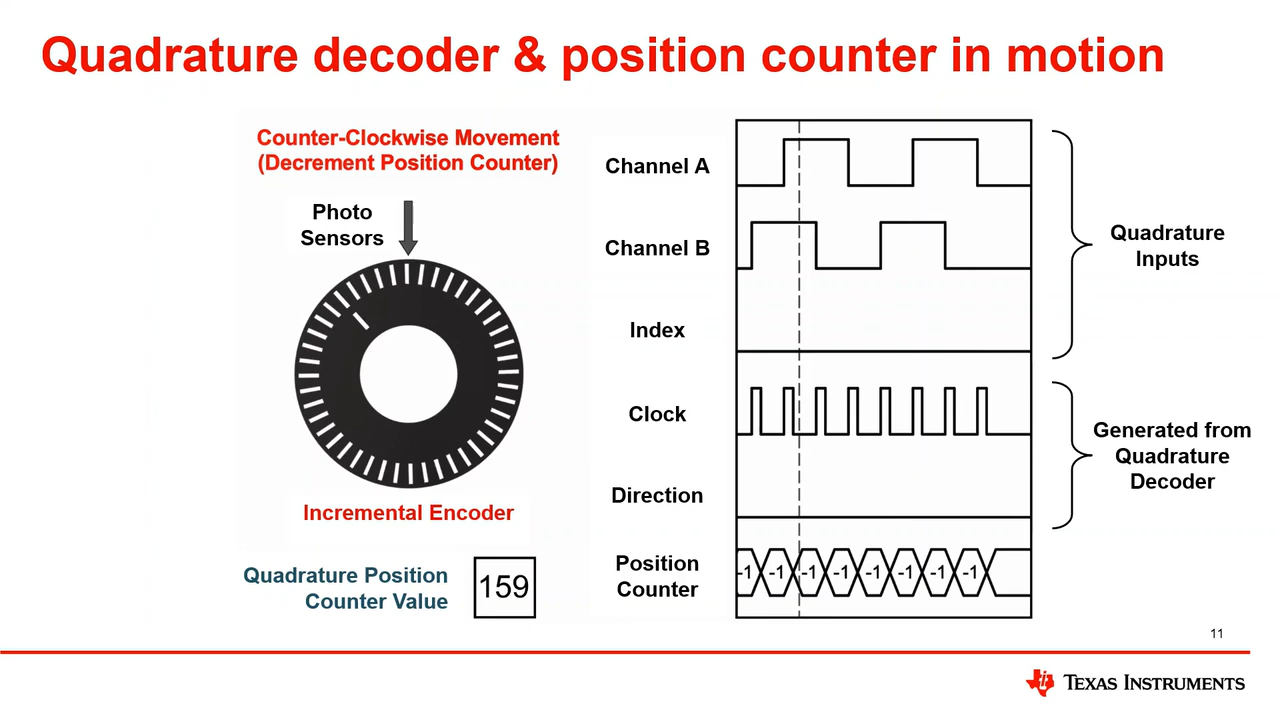 Quadrature decoder & position counter in motion
Counter-Clockwise Movement
(Decrement Position Counter)
Photo
Sensors
Incremental Encoder
Quadrature Position
Counter Value
159
Channel A
Channel B
Index
Clock
Direction
Position
Counter
-1 -1 -1 -1 -1 -1 -1 -1
Quadrature
Inputs
Generated from
Quadrature
Decoder
11
TEXAS INSTRUMENTS